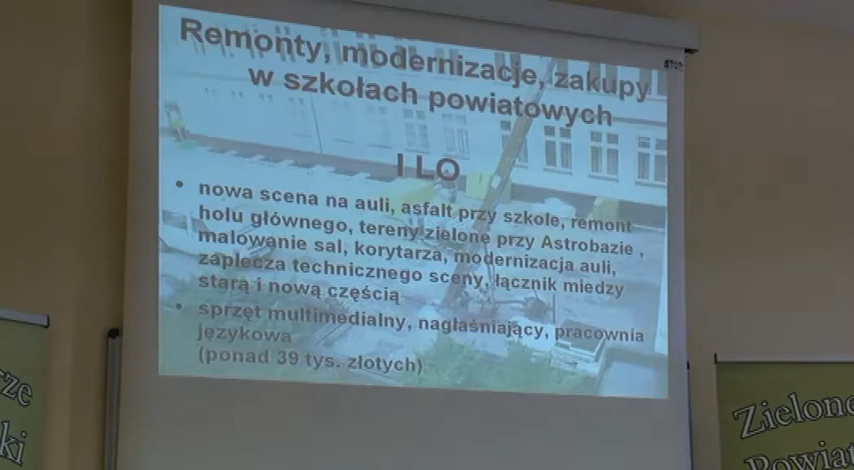 Remonty, modernizacje, zakupy
w szkołach powiatowych
I LO
• nowa scena na auli, asfalt przy szkole, remont
holu głównego, tereny zielone przy Astrobazie ,
malowanie sal, korytarza, modernizacja auli,
zaplecza technicznego sceny, łącznik miedzy
starą i nową częścią
• sprzęt multimedialny, nagłaśniający, pracownia
językowa
(ponad 39 tys. złotych)
Zielone
Powiat